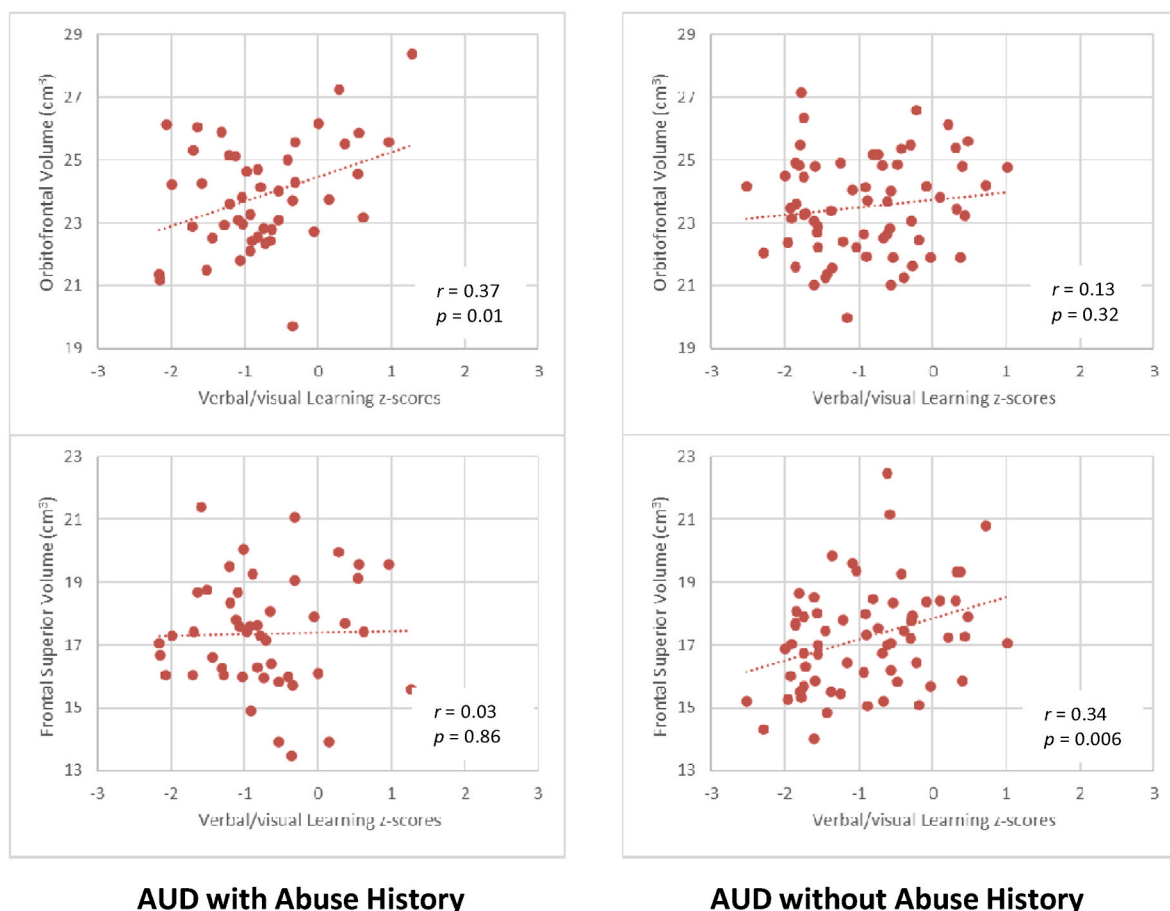 29
27
25
23
21
19
Orbitofrontal Volume (cm³)
-3 -2 -1 0 1 2 3
Verbal/visual Learning z-scores
r = 0.37
p = 0.01
29
27
25
23
21
19
Orbitofrontal Volume (cm³)
-3 -2 -1 0 1 2 3
Verbal/visual Learning z-scores
r = 0.13
p = 0.32
23
21
19
17
15
13
Frontal Superior Volume (cm³)
-3 -2 -1 0 1 2 3
Verbal/visual Learning z-scores
r = 0.03
p = 0.86
23
21
19
17
15
13
Frontal Superior Volume (cm³)
-3 -2 -1 0 1 2 3
Verbal/visual Learning z-scores
r = 0.34
p = 0.006
AUD with Abuse History
AUD without Abuse History